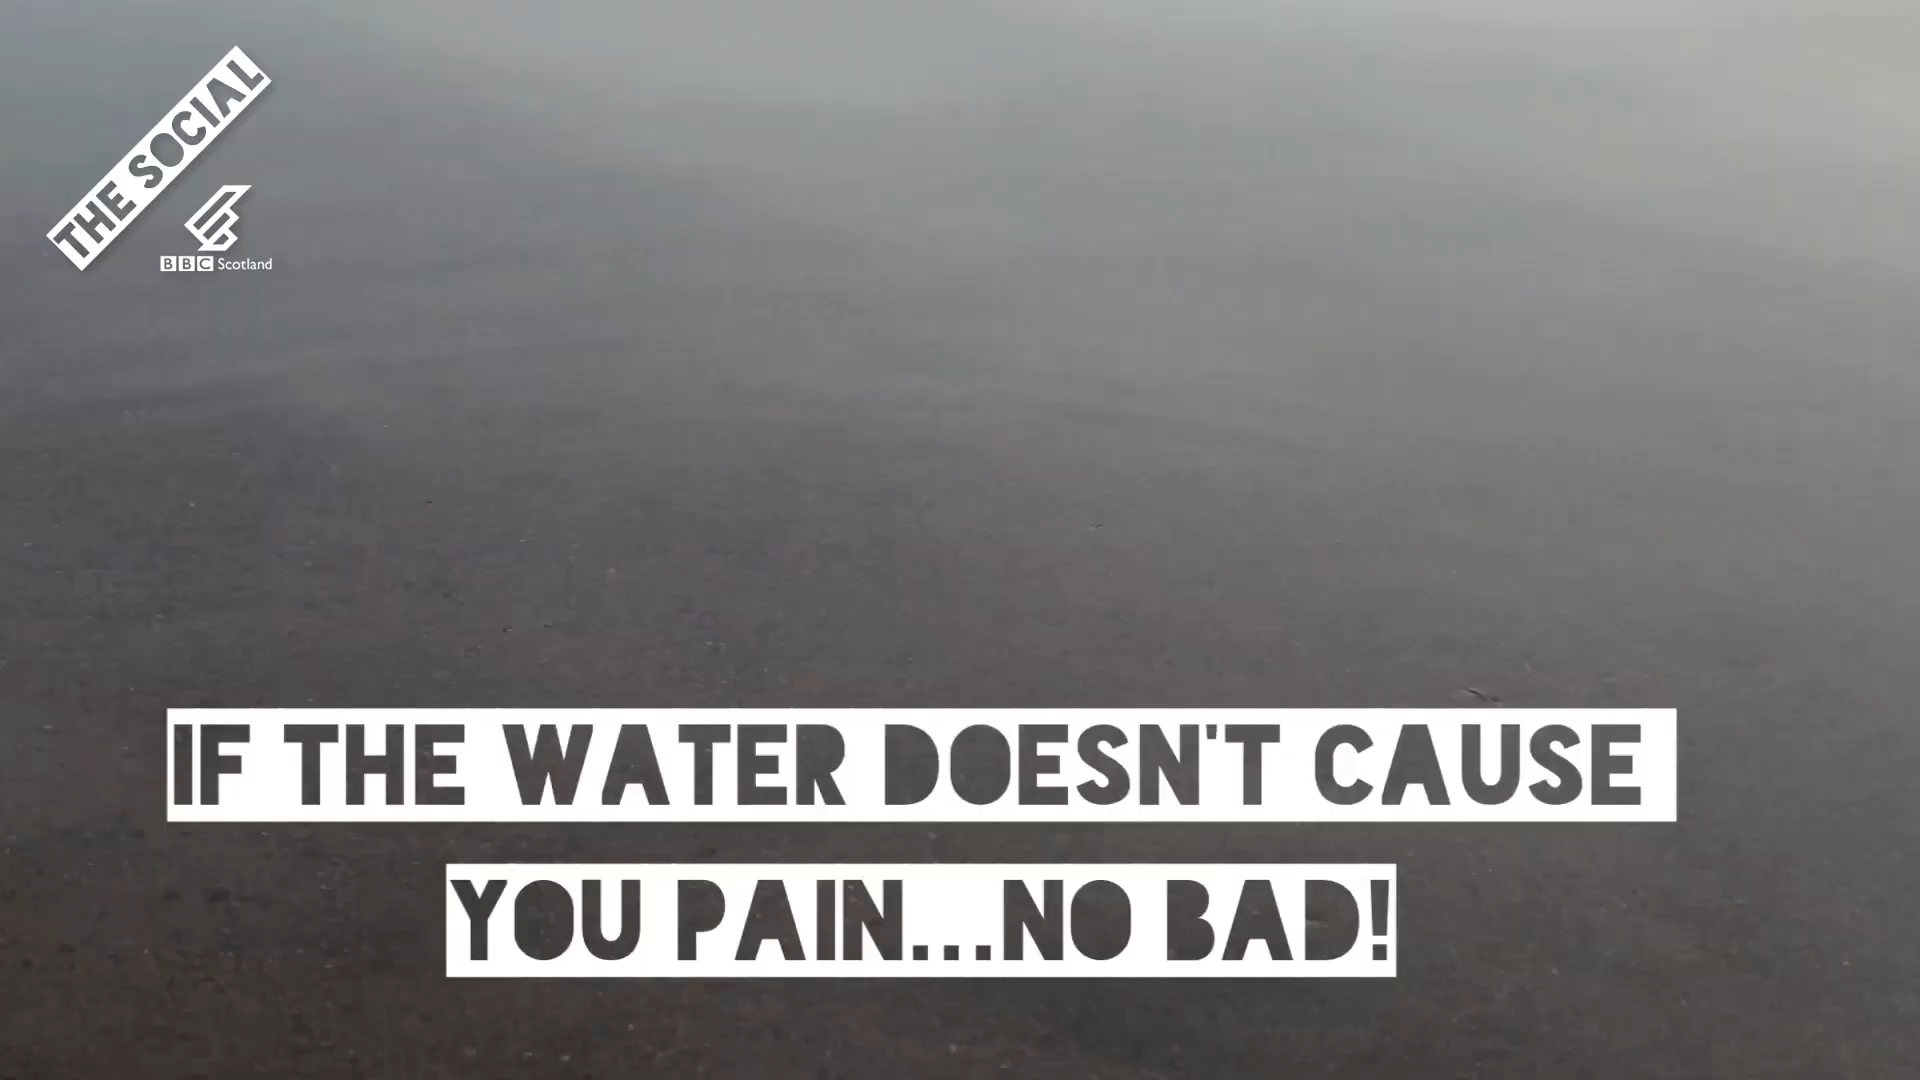 THE SOCIAL
BBC Scotland
IF THE WATER DOESN'T CAUSE
YOU PAIN...NO BAD!